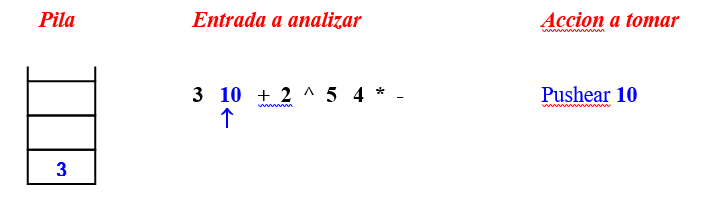 Pila Entrada a analizar Accion a tomar
3 10 + 2 ^ 5 4 * - Pushear 10
↑
3